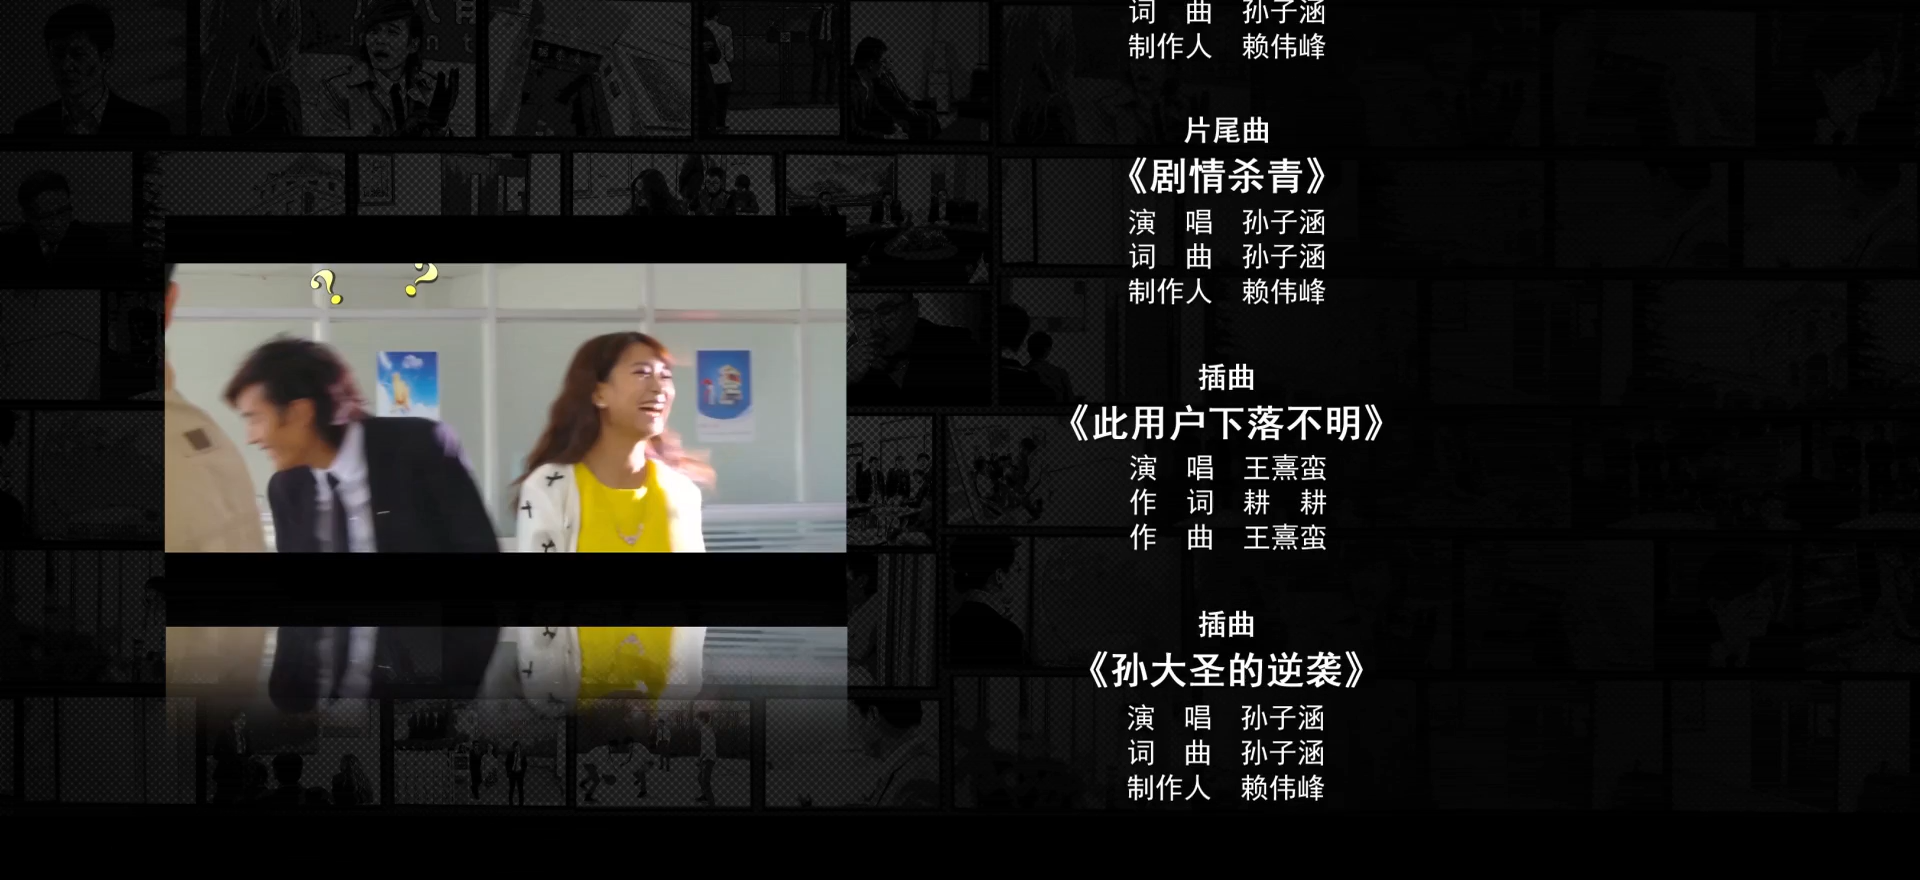 词 曲 孙子涵
制作人 赖伟峰
片尾曲
《剧情杀青》
演 唱 孙子涵
词 曲 孙子涵
制作人 赖伟峰
插曲
《此用户下落不明》
演 唱 王熹蛮
作 词 耕 耕
作 曲 王熹蛮
插曲
《孙大圣的逆袭》
演 唱 孙子涵
词 曲 孙子涵
制作人 赖伟峰
? ?